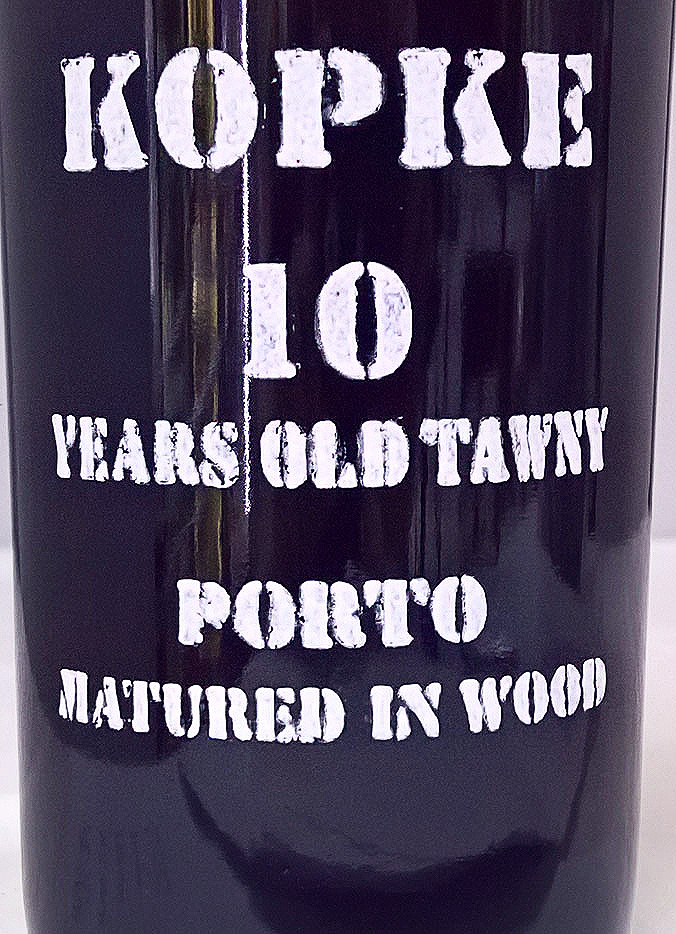 KOPKE
10
YEARS OLD TAWNY
PORTO
MATURED IN WOOD